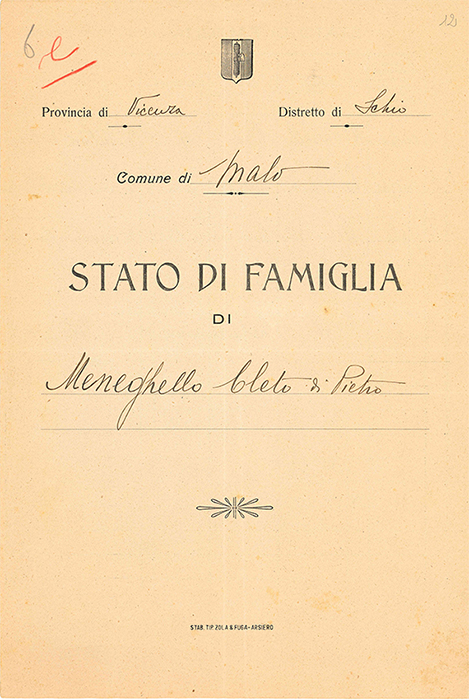 6 e
12
Provincia di Vicenza
Distretto di Schio
Comune di Malo
STATO DI FAMIGLIA
DI
Meneghello Cleto di Pietro
STAB. TIP. ZOLA & FUGA - ARSIERO